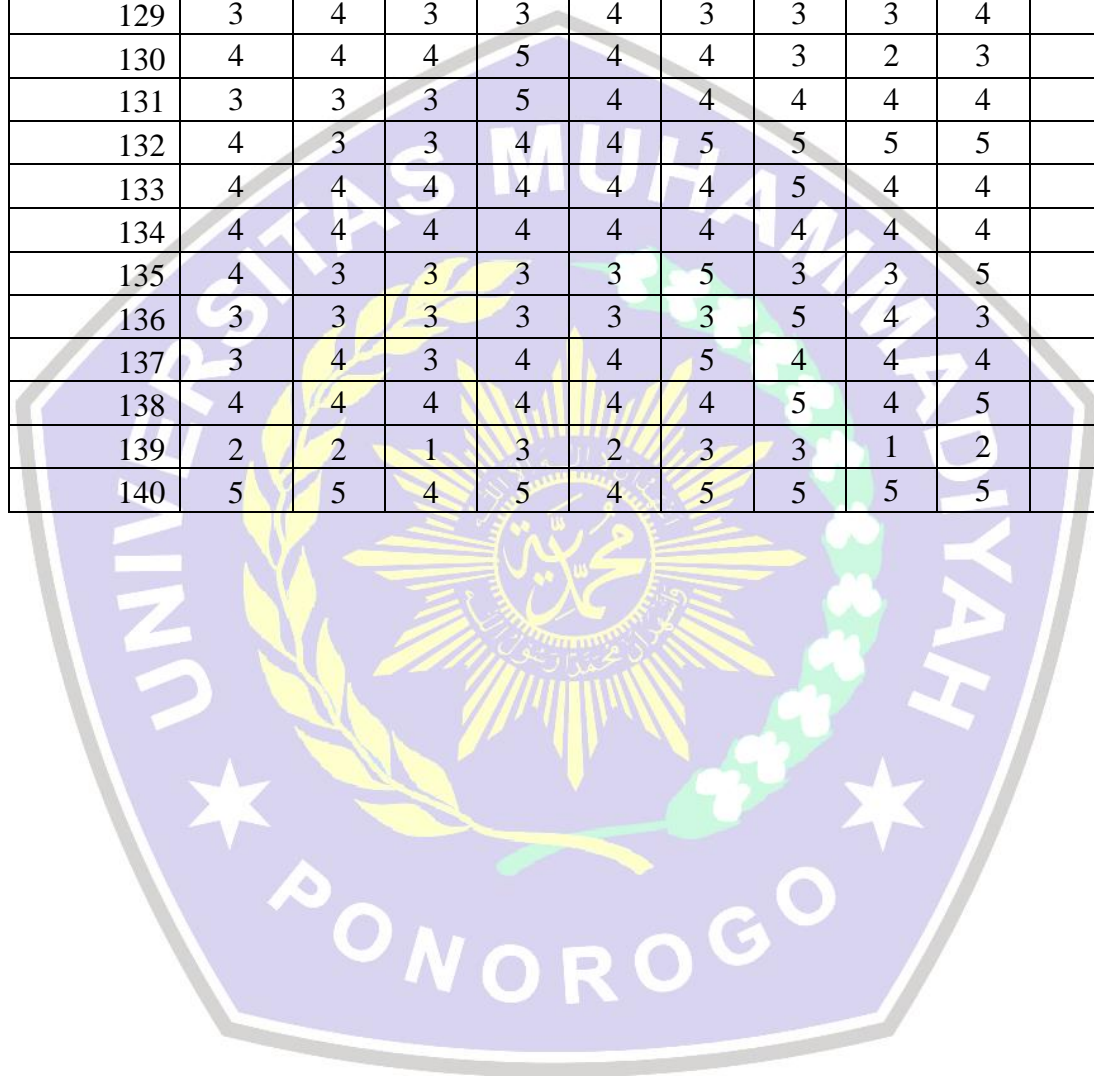 129 3 4 3 3 4 3 3 3 4
130 4 4 4 5 4 4 3 2 3
131 3 3 3 5 4 4 4 4 4
132 4 3 3 4 4 5 5 5 5
133 4 4 4 4 4 4 5 4 4
134 4 4 4 4 4 4 4 4 4
135 4 3 3 3 3 5 3 3 5
136 3 3 3 3 3 3 5 4 3
137 3 4 3 4 4 5 4 4 4
138 4 4 4 4 4 4 5 4 5
139 2 2 1 3 2 3 3 1 2
140 5 5 4 5 4 5 5 5 5
UNIVERSITAS MUHAMMADIYAH
محمدية
PONOROGO